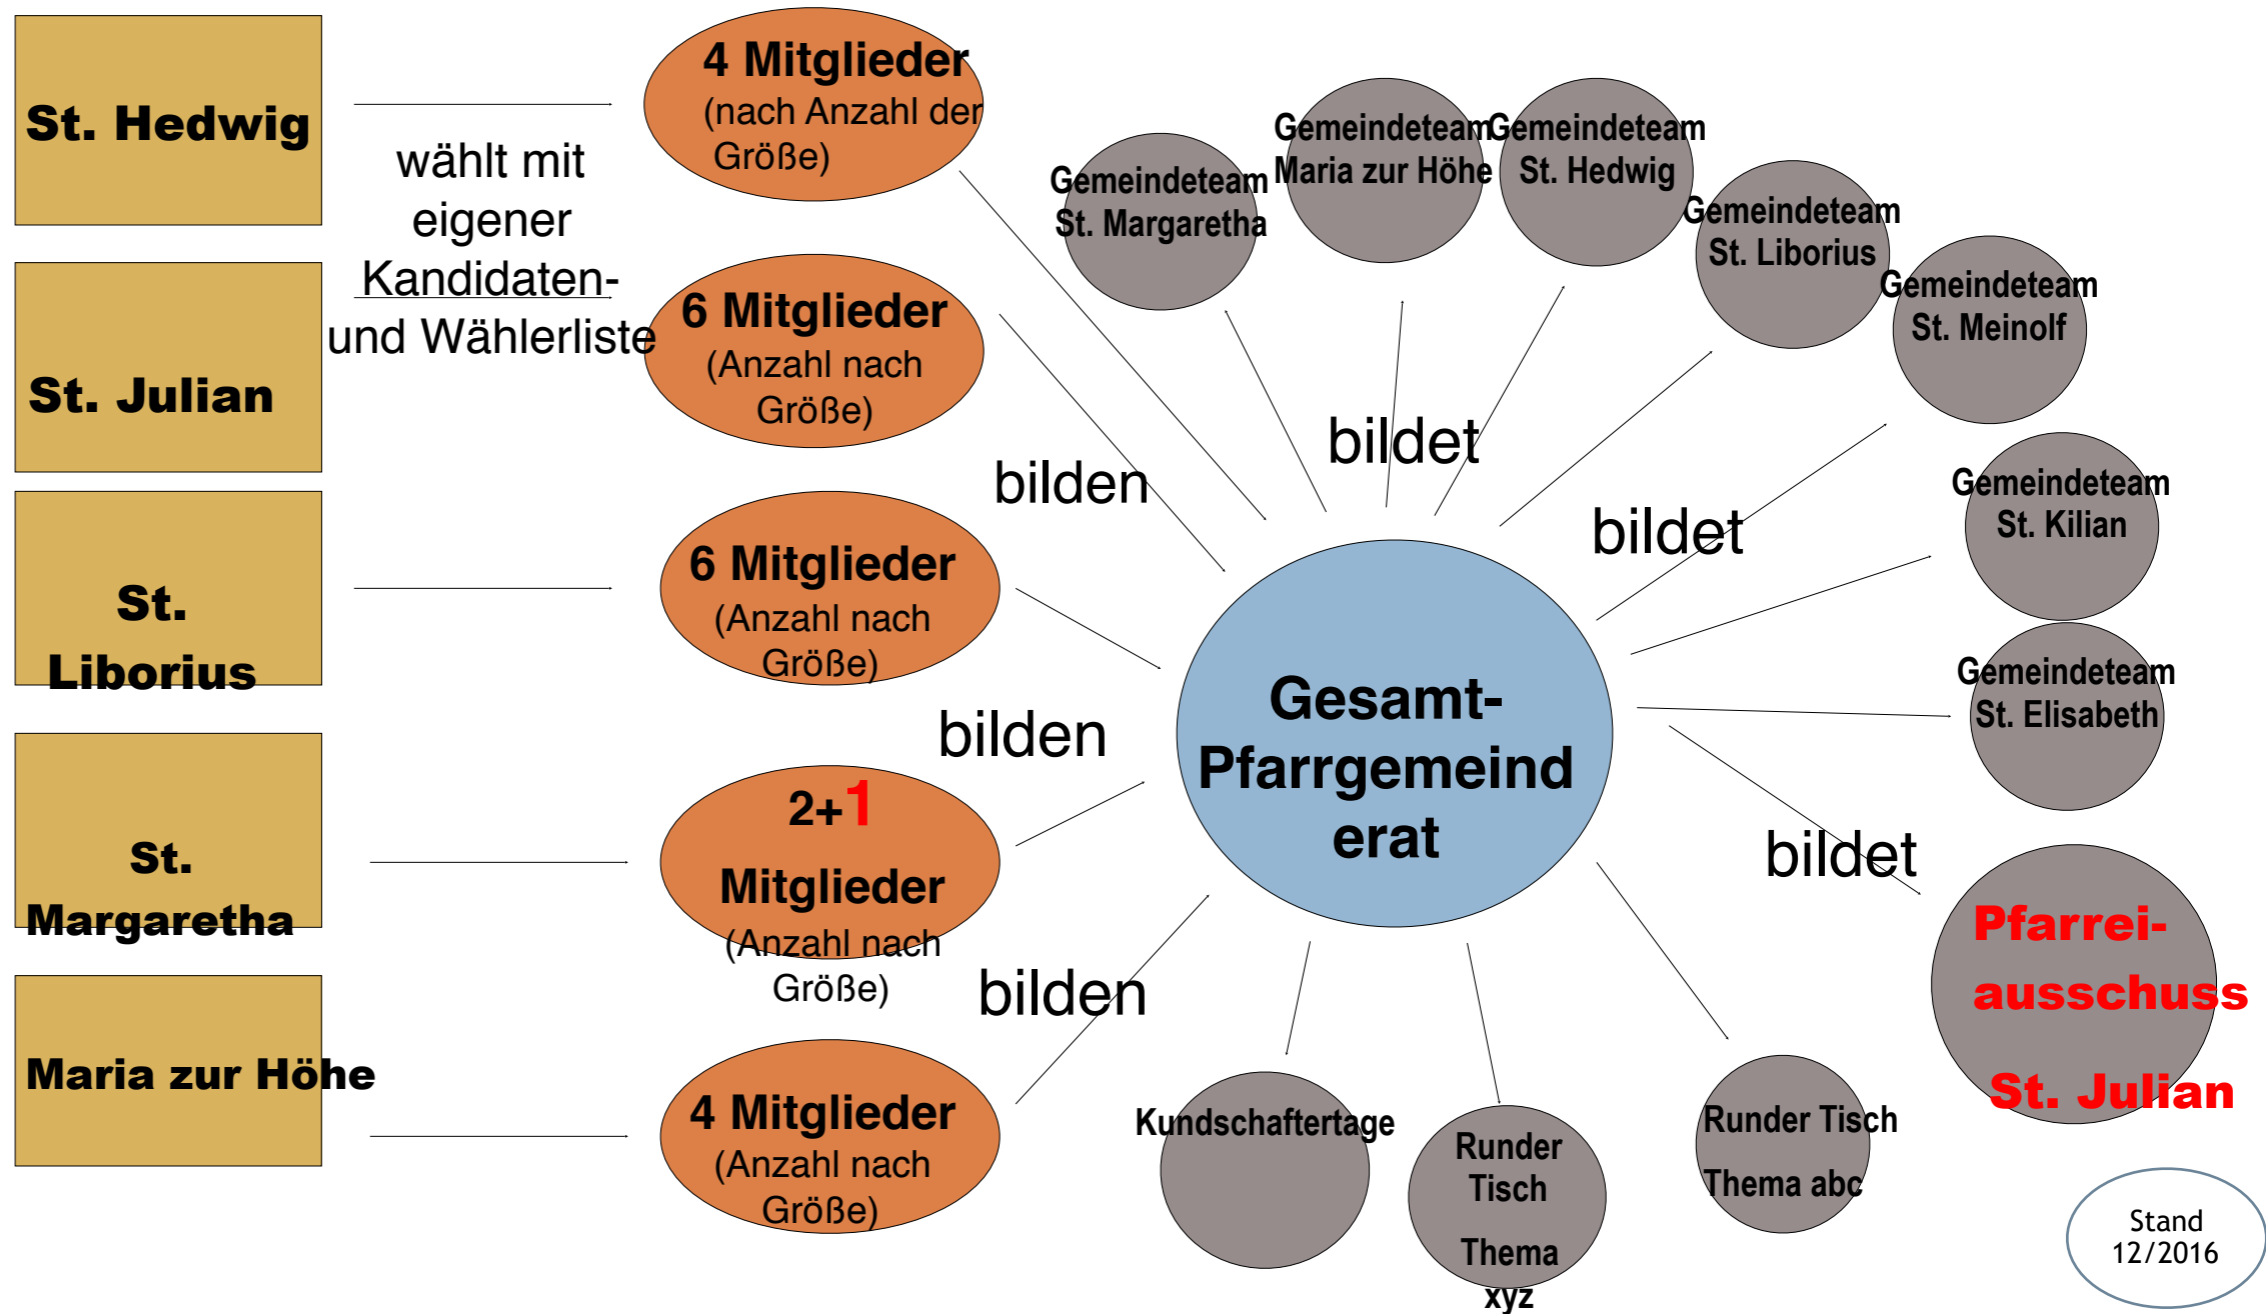 St. Hedwig
St. Julian
St.
Liborius
St.
Margaretha
Maria zur Höhe
wählt mit
eigener
Kandidaten-
und Wählerliste
4 Mitglieder
(nach Anzahl der
Größe)
6 Mitglieder
(Anzahl nach
Größe)
6 Mitglieder
(Anzahl nach
Größe)
2+1
Mitglieder
(Anzahl nach
Größe)
4 Mitglieder
(Anzahl nach
Größe)
bilden
bilden
bilden
Gesamt-
Pfarrgemeind
erat
bildet
bildet
bildet
Gemeindeteam
St. Margaretha
Gemeindeteam
Maria zur Höhe
Gemeindeteam
St. Hedwig
Gemeindeteam
St. Liborius
Gemeindeteam
St. Meinolf
Gemeindeteam
St. Kilian
Gemeindeteam
St. Elisabeth
Pfarrei-
ausschuss
St. Julian
Runder Tisch
Thema abc
Runder
Tisch
Thema
xyz
Kundschaftertage
Stand
12/2016